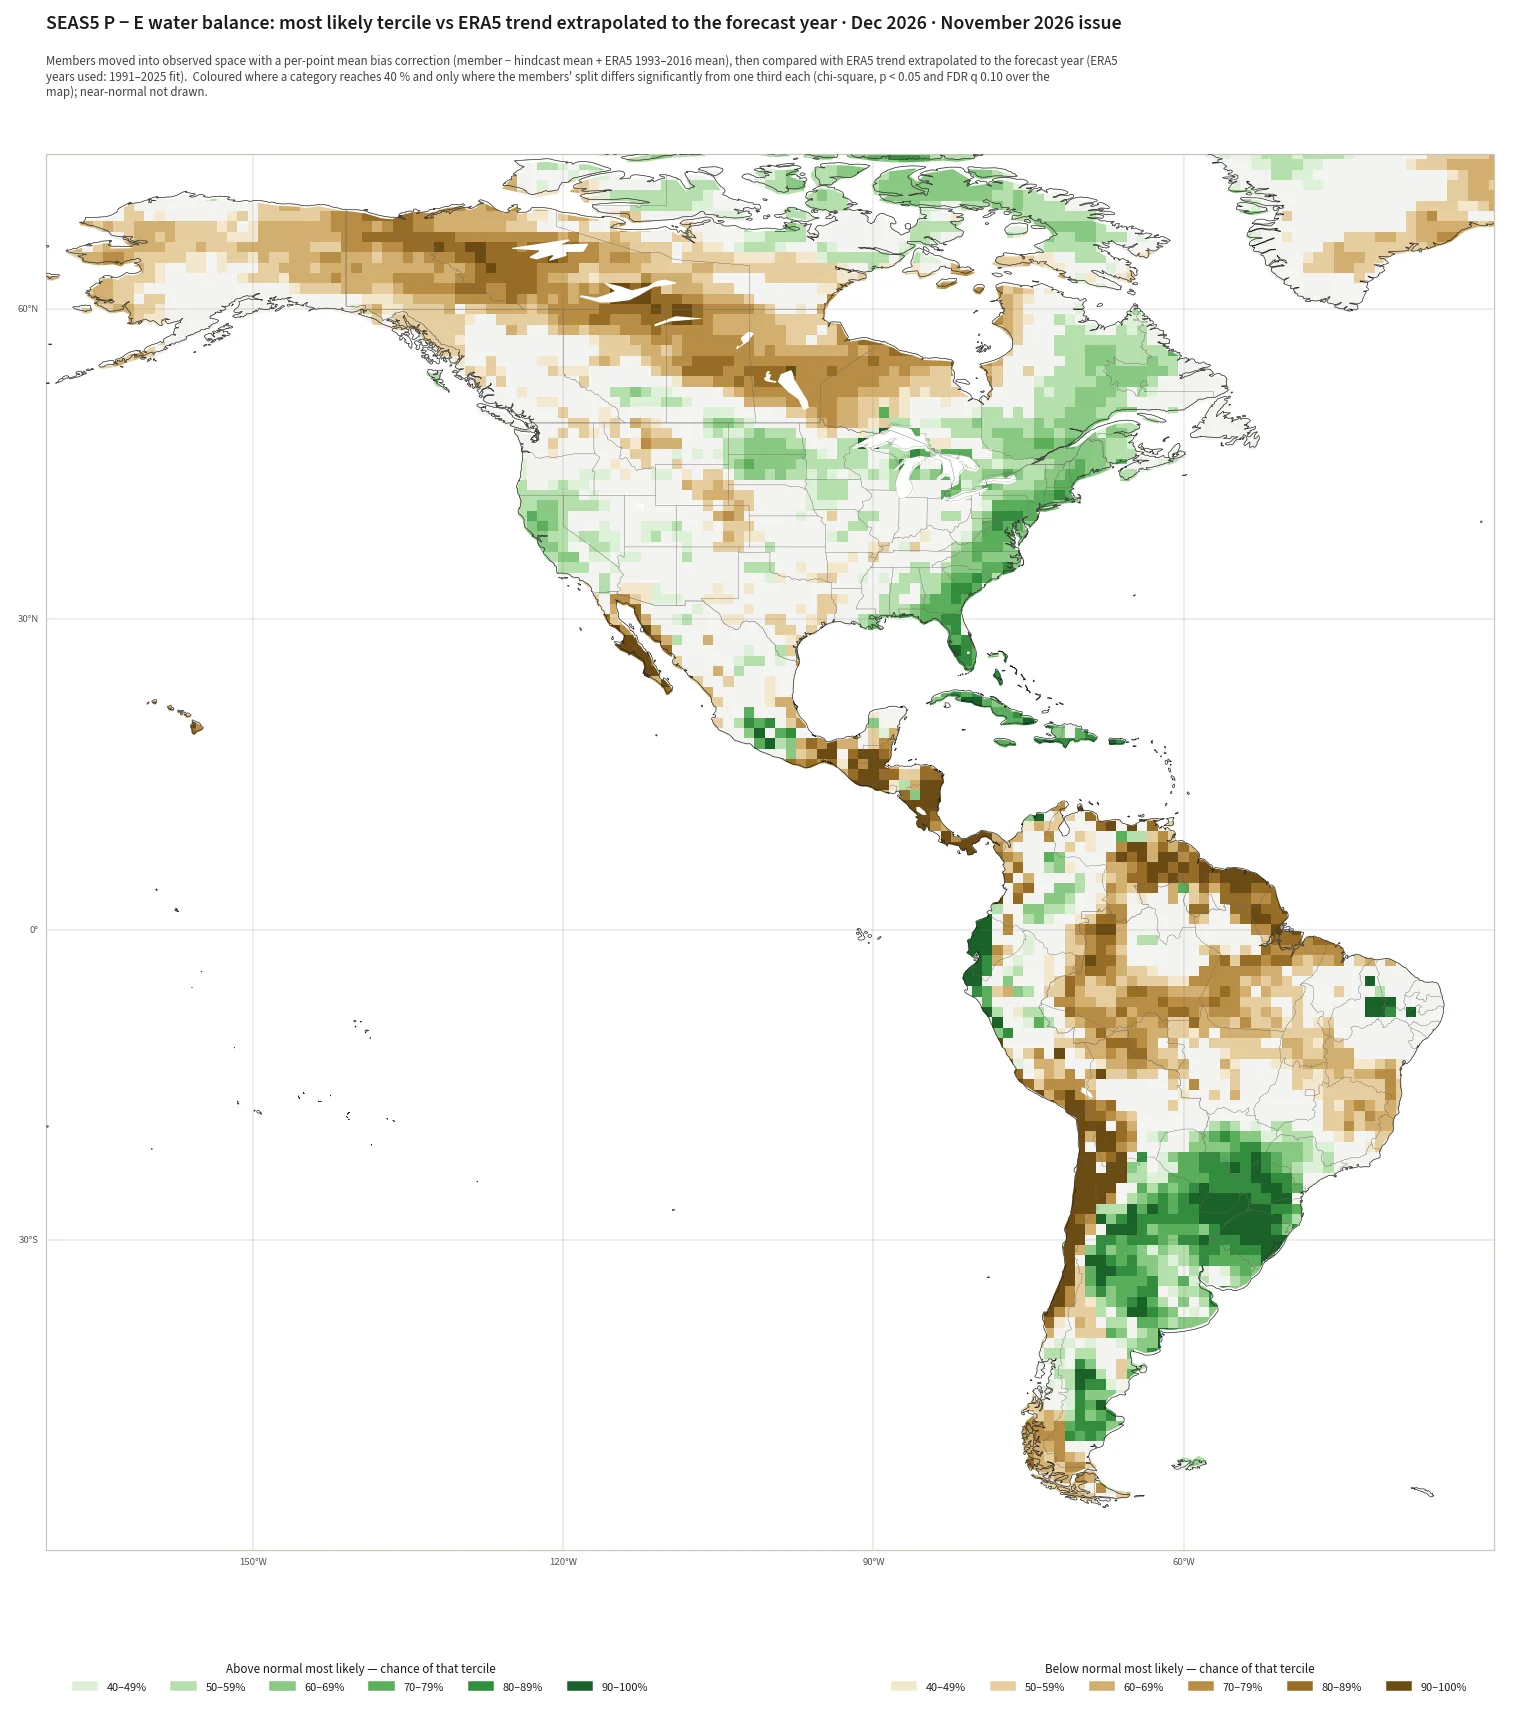 SEAS5 P − E water balance: most likely tercile vs ERA5 trend extrapolated to the forecast year · Dec 2026 · November 2026 issue
Members moved into observed space with a per-point mean bias correction (member − hindcast mean + ERA5 1993–2016 mean), then compared with ERA5 trend extrapolated to the forecast year (ERA5
years used: 1991–2025 fit).  Coloured where a category reaches 40 % and only where the members' split differs significantly from one third each (chi-square, p < 0.05 and FDR q 0.10 over the
map); near-normal not drawn.
60°N
30°N
0°
30°S
150°W 120°W 90°W 60°W
Above normal most likely — chance of that tercile
40–49% 50–59% 60–69% 70–79% 80–89% 90–100%
Below normal most likely — chance of that tercile
40–49% 50–59% 60–69% 70–79% 80–89% 90–100%